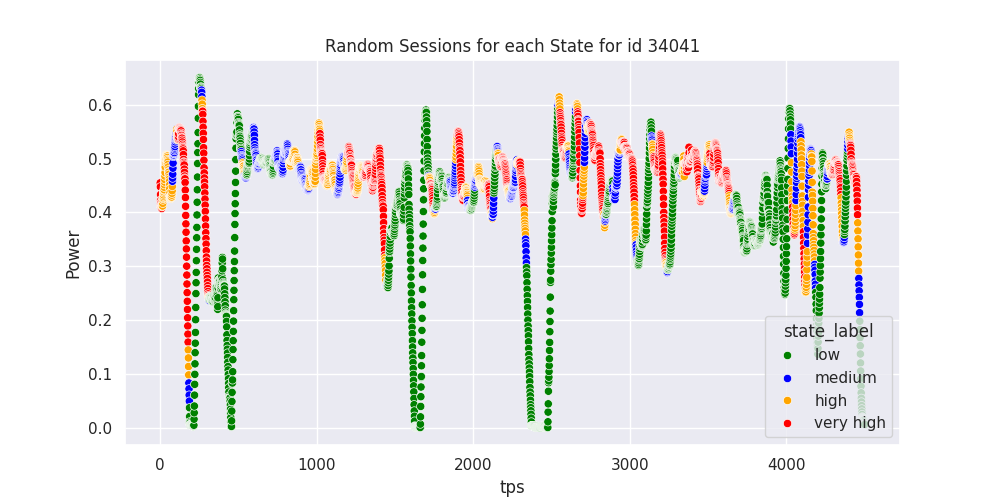 Random Sessions for each State for id 34041
Power
0.6
0.5
0.4
0.3
0.2
0.1
0.0
state_label
low
medium
high
very high
0
1000
2000
3000
4000
tps